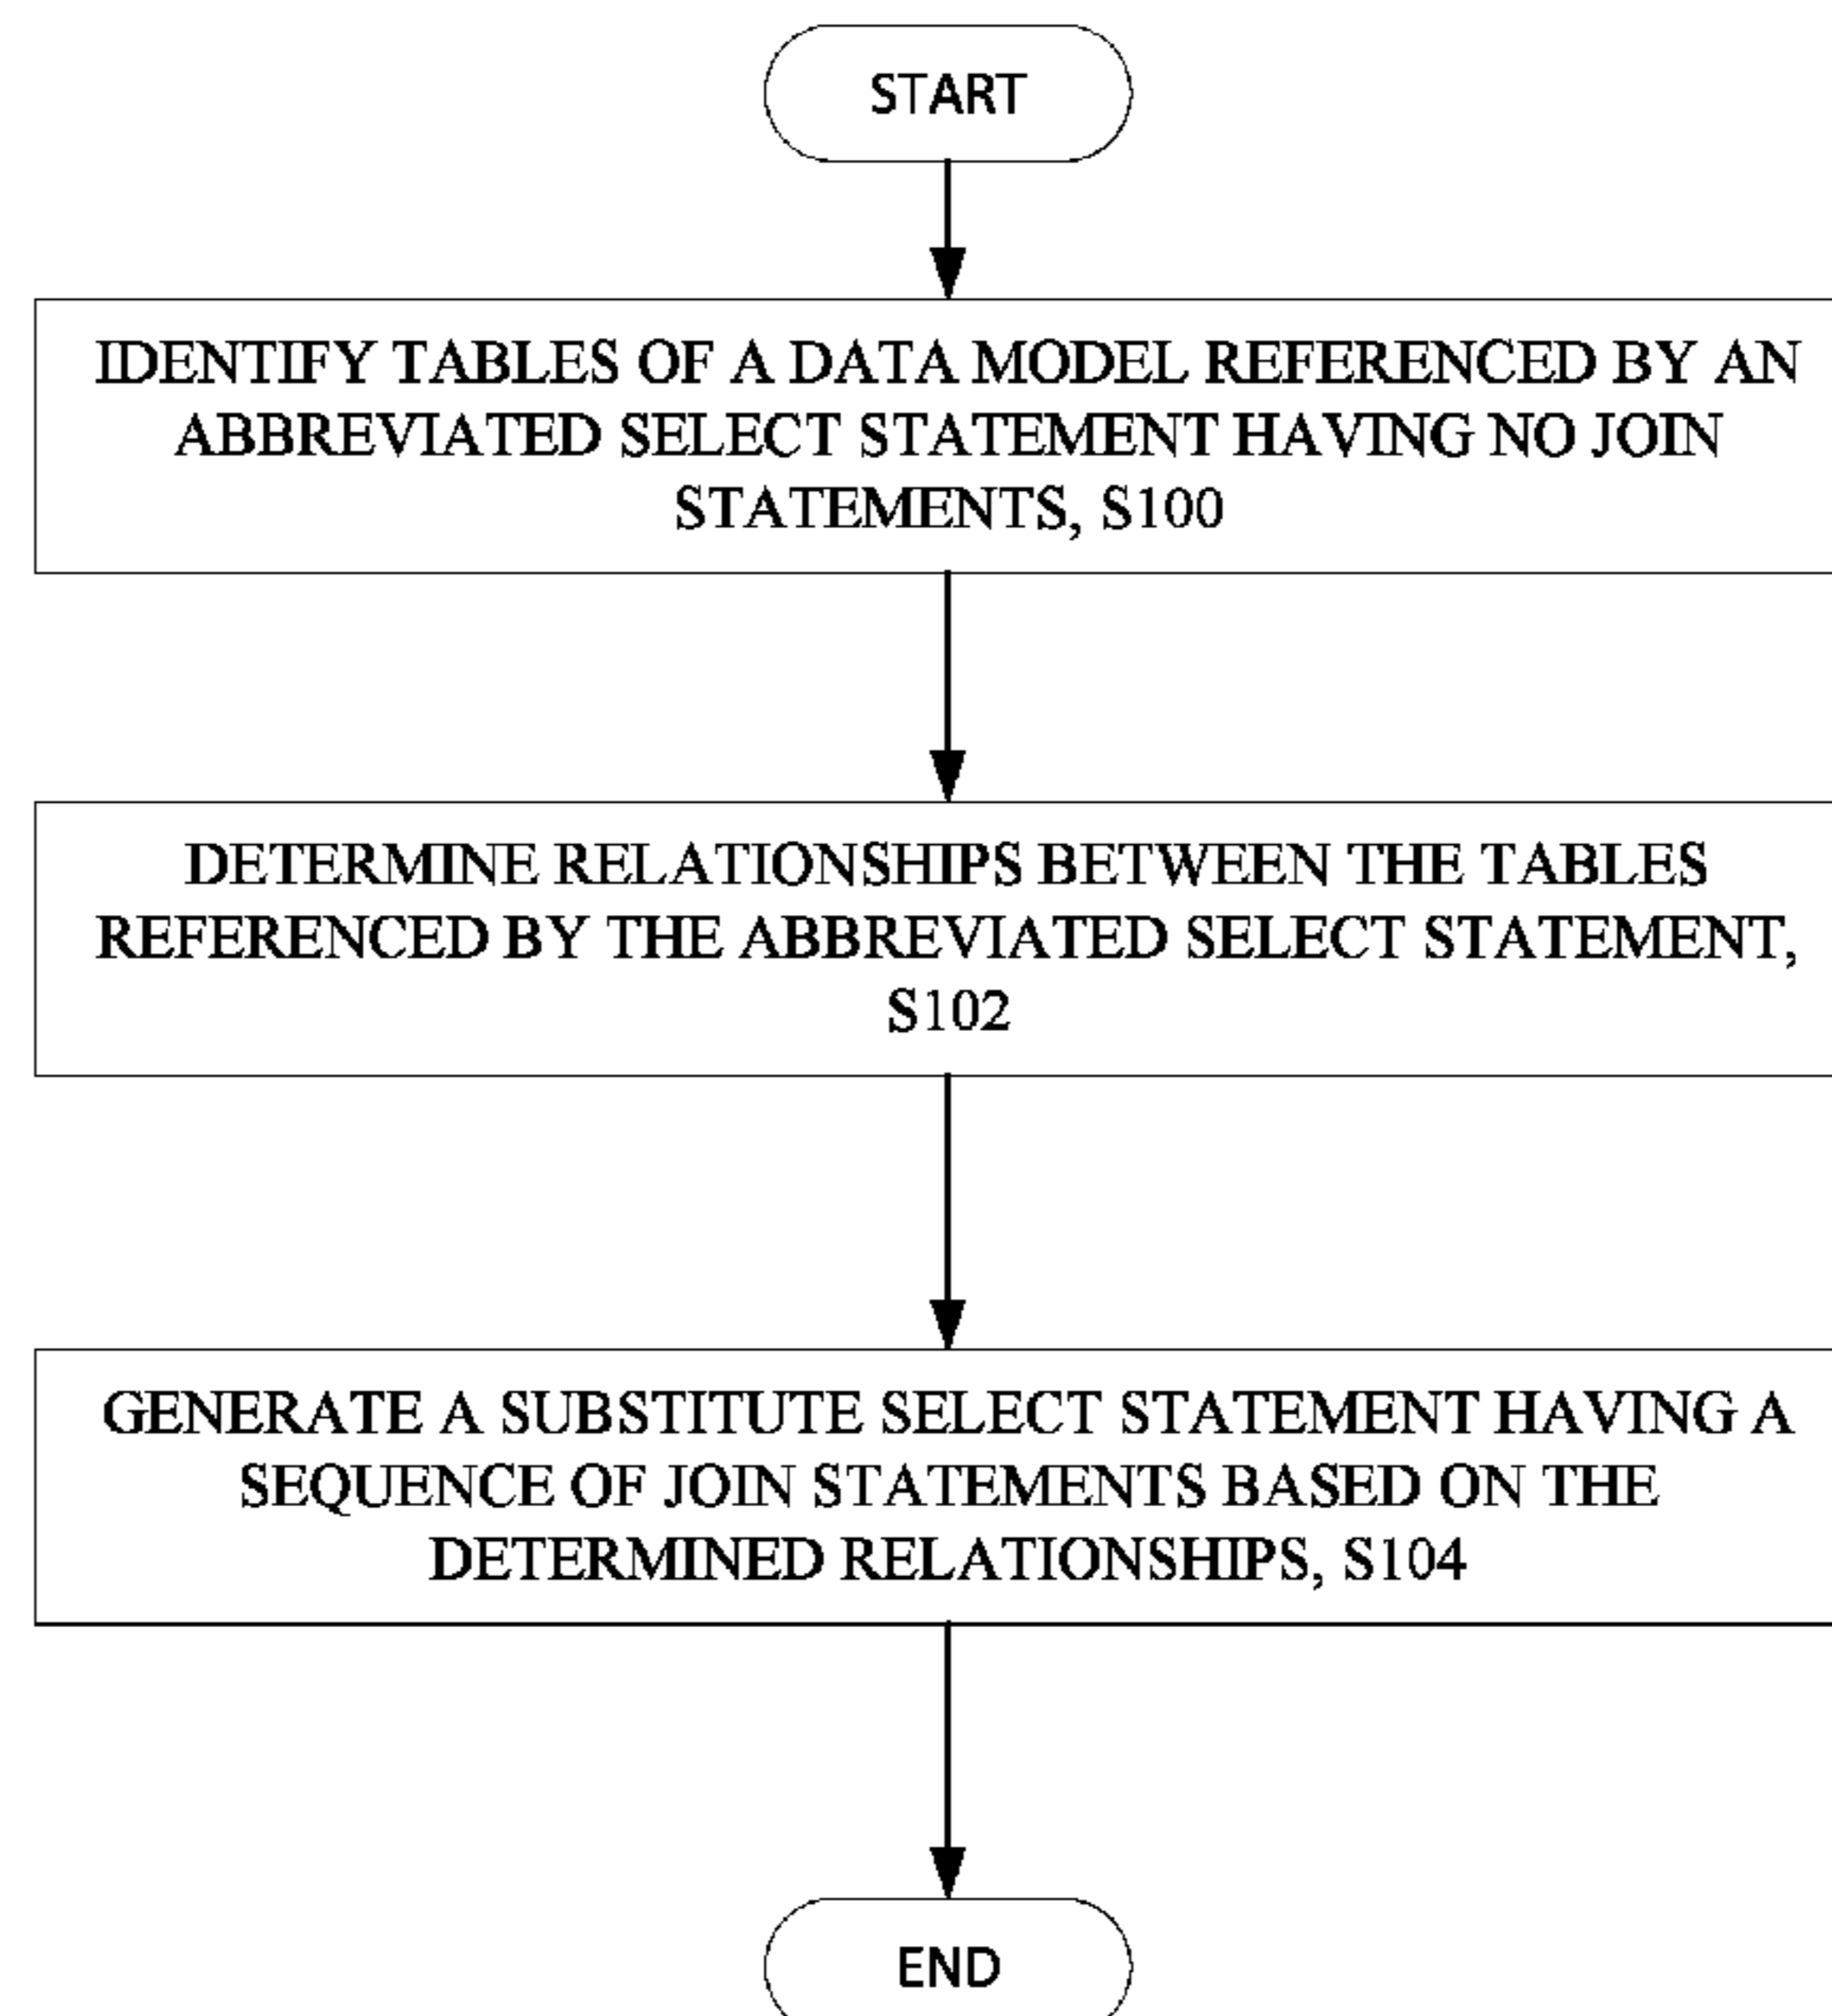 START
IDENTIFY TABLES OF A DATA MODEL REFERENCED BY AN
ABBREVIATED SELECT STATEMENT HAVING NO JOIN
STATEMENTS, S100
DETERMINE RELATIONSHIPS BETWEEN THE TABLES
REFERENCED BY THE ABBREVIATED SELECT STATEMENT,
S102
GENERATE A SUBSTITUTE SELECT STATEMENT HAVING A
SEQUENCE OF JOIN STATEMENTS BASED ON THE
DETERMINED RELATIONSHIPS, S104
END